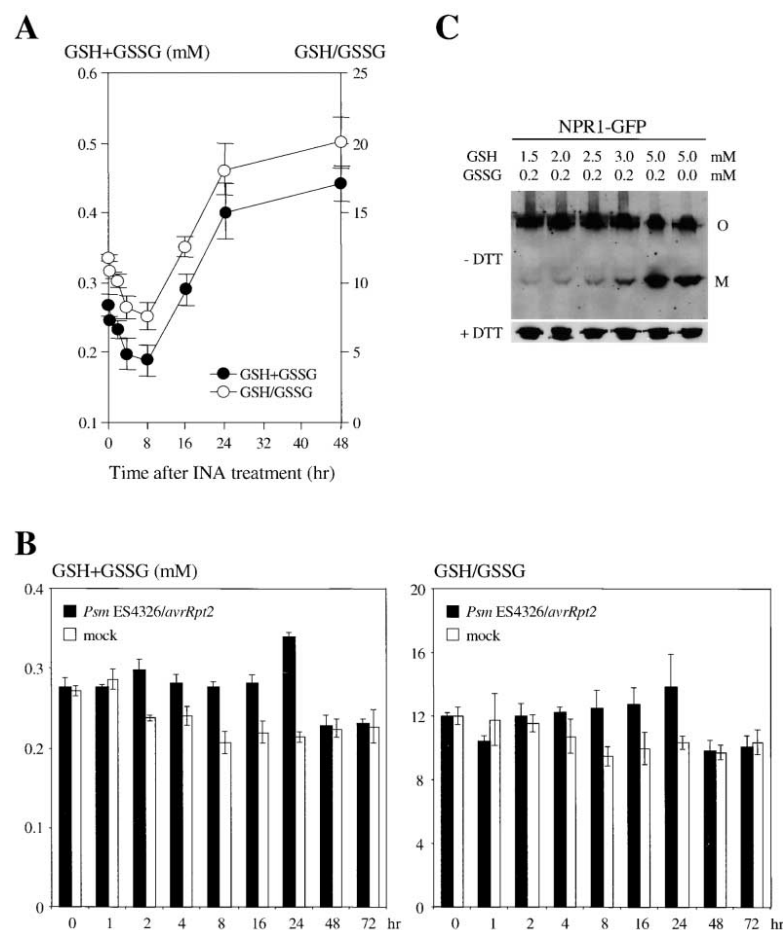 A
GSH+GSSG (mM) GSH/GSSG
0.6 25
0.5 20
0.4 15
0.3 10
0.2 5
0.1 0
GSH+GSSG
GSH/GSSG
0 8 16 24 32 40 48
Time after INA treatment (hr)
C
NPR1-GFP
GSH 1.5 2.0 2.5 3.0 5.0 5.0 mM
GSSG 0.2 0.2 0.2 0.2 0.2 0.0 mM
O
- DTT
M
+ DTT
B
GSH+GSSG (mM)
0.4
Psm ES4326/avrRpt2
mock
0.3
0.2
0.1
0
0 1 2 4 8 16 24 48 72 hr
GSH/GSSG
20
Psm ES4326/avrRpt2
mock
16
12
8
4
0 1 2 4 8 16 24 48 72 hr